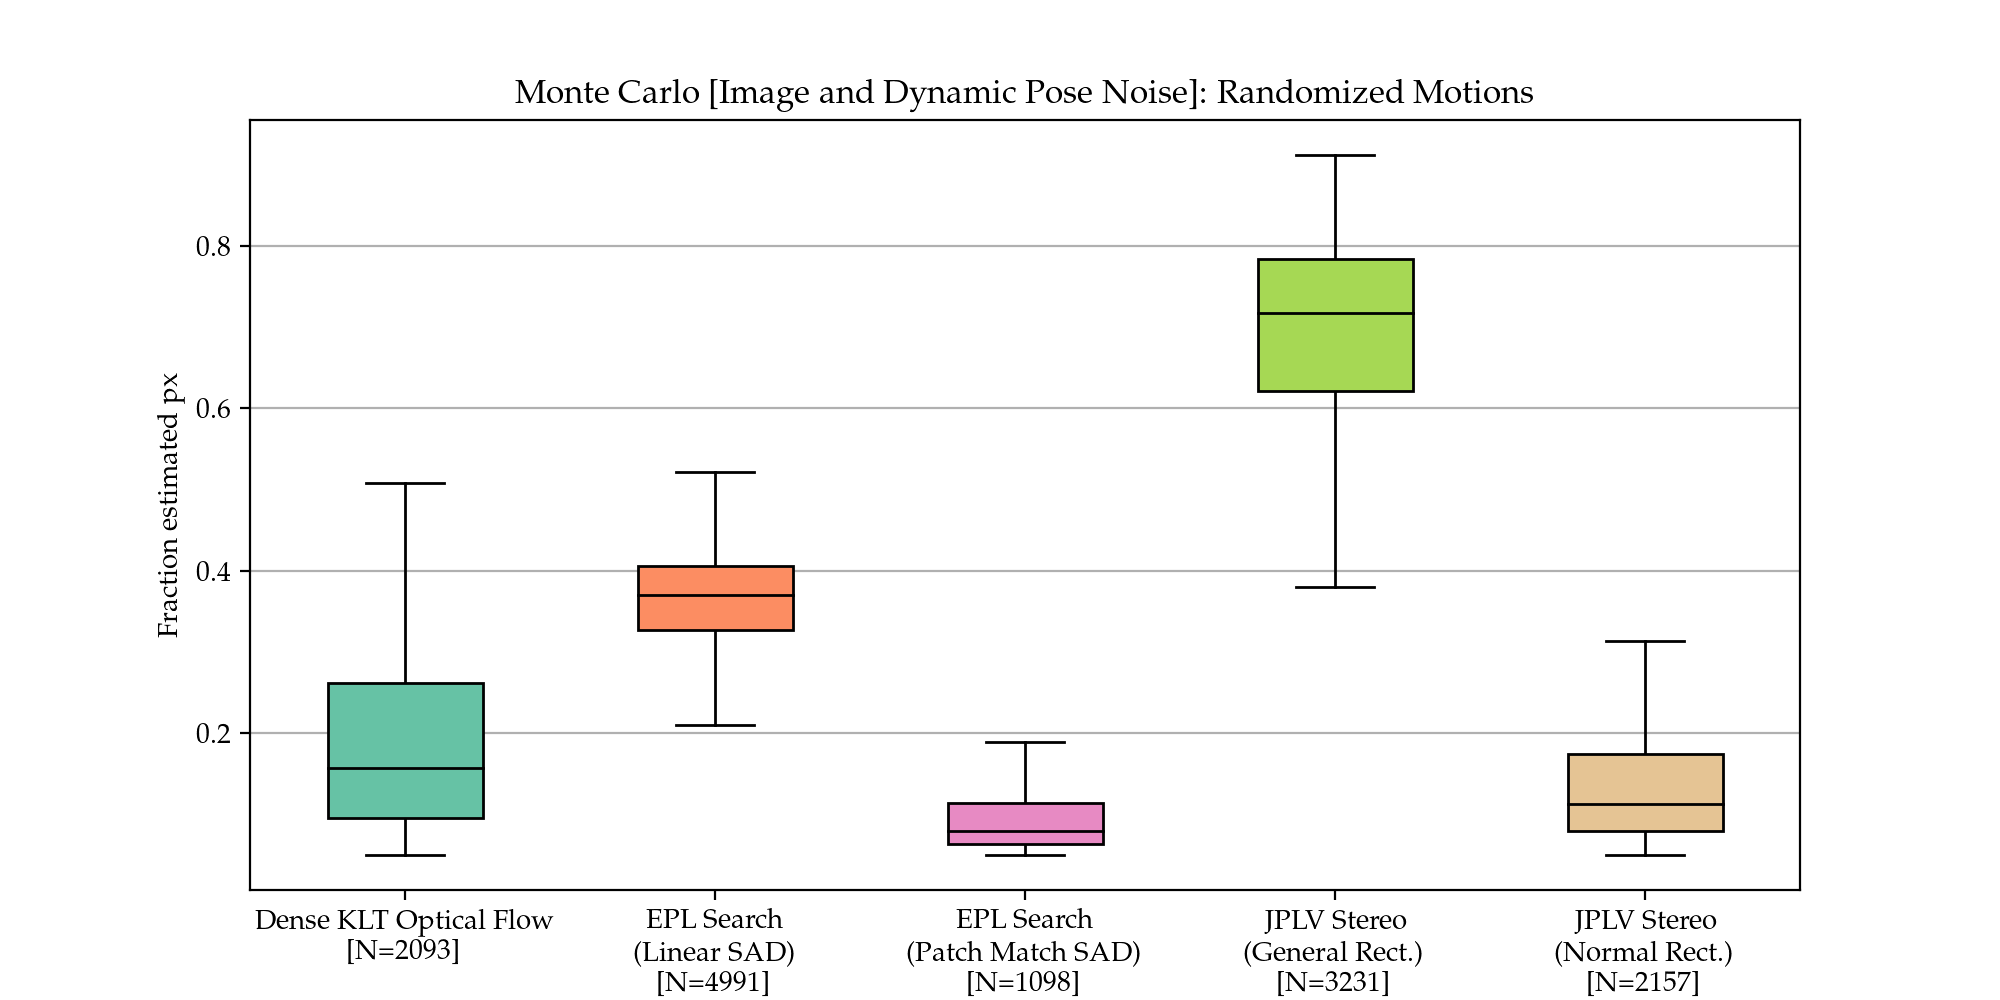 Monte Carlo [Image and Dynamic Pose Noise]: Randomized Motions
Fraction estimated px
0.8
0.6
0.4
0.2
Dense KLT Optical Flow
[N=2093]
EPL Search
(Linear SAD)
[N=4991]
EPL Search
(Patch Match SAD)
[N=1098]
JPLV Stereo
(General Rect.)
[N=3231]
JPLV Stereo
(Normal Rect.)
[N=2157]